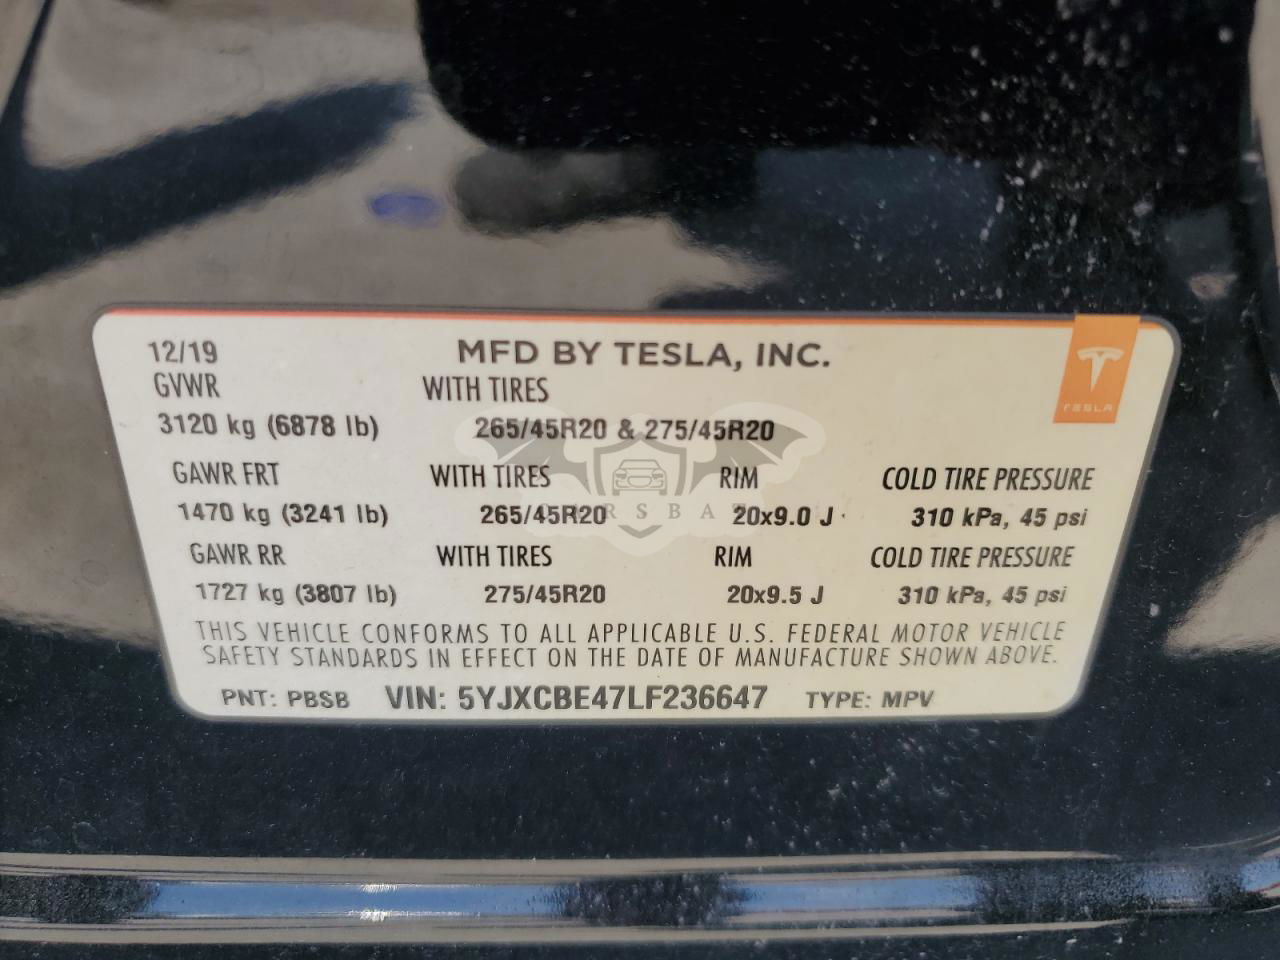 12/19 MFD BY TESLA, INC.
GVWR WITH TIRES
3120 kg (6878 lb) 265/45R20 & 275/45R20
TESLA
GAWR FRT WITH TIRES RIM COLD TIRE PRESSURE
1470 kg (3241 lb) 265/45R20 20x9.0 J 310 kPa, 45 psi
GAWR RR WITH TIRES RIM COLD TIRE PRESSURE
1727 kg (3807 lb) 275/45R20 20x9.5 J 310 kPa, 45 psi
THIS VEHICLE CONFORMS TO ALL APPLICABLE U.S. FEDERAL MOTOR VEHICLE
SAFETY STANDARDS IN EFFECT ON THE DATE OF MANUFACTURE SHOWN ABOVE.
PNT: PBSB VIN: 5YJXCBE47LF236647 TYPE: MPV